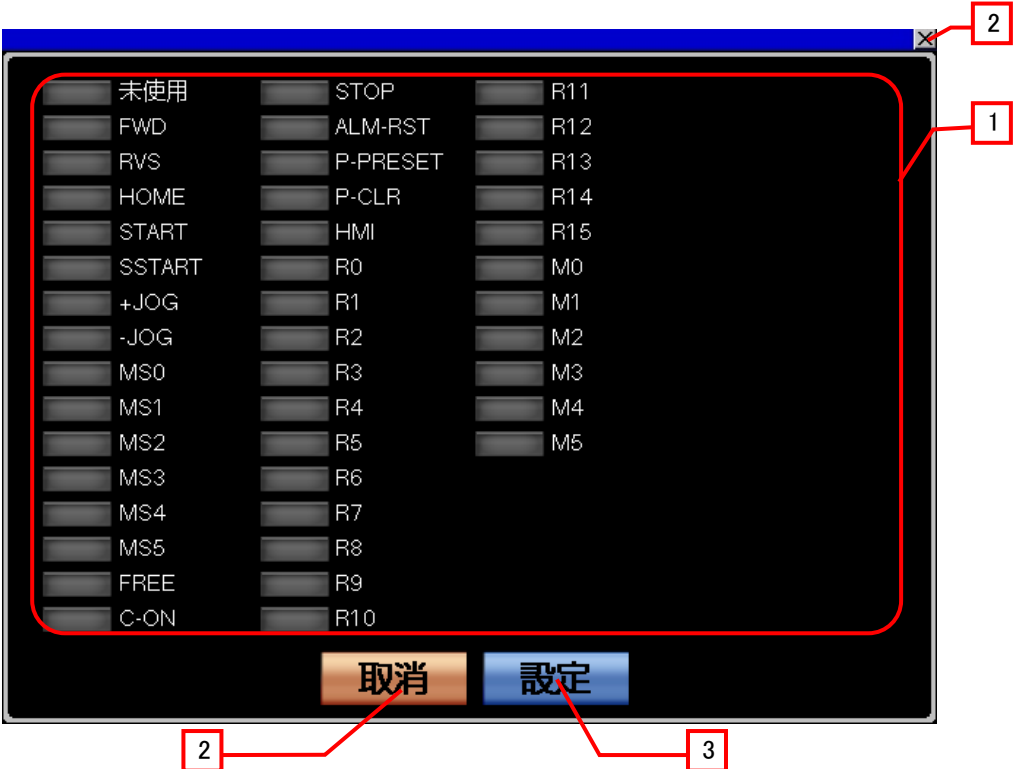 2
×
1
未使用 STOP R11
FWD ALM-RST R12
RVS P-PRESET R13
HOME P-CLR R14
START HMI R15
SSTART R0 M0
+JOG R1 M1
-JOG R2 M2
MS0 R3 M3
MS1 R4 M4
MS2 R5 M5
MS3 R6
MS4 R7
MS5 R8
FREE R9
C-ON R10
取消 設定
2 3